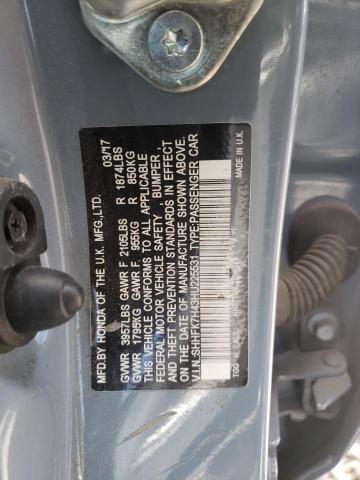 MFD.BY HONDA OF THE U.K. MFG.,LTD. 03/17
GVWR 3957LBS GAWR F 2105LBS R 1874LBS
GVWR 1795KG GAWR F 955KG R 850KG
THIS VEHICLE CONFORMS TO ALL APPLICABLE
FEDERAL MOTOR VEHICLE SAFETY, BUMPER, AND
THEFT PREVENTION STANDARDS IN EFFECT
ON THE DATE OF MANUFACTURE SHOWN ABOVE.
V.I.N.:SHHFK7H43HU225531 TYPE:PASSENGER CAR
TGG MADE IN U.K.